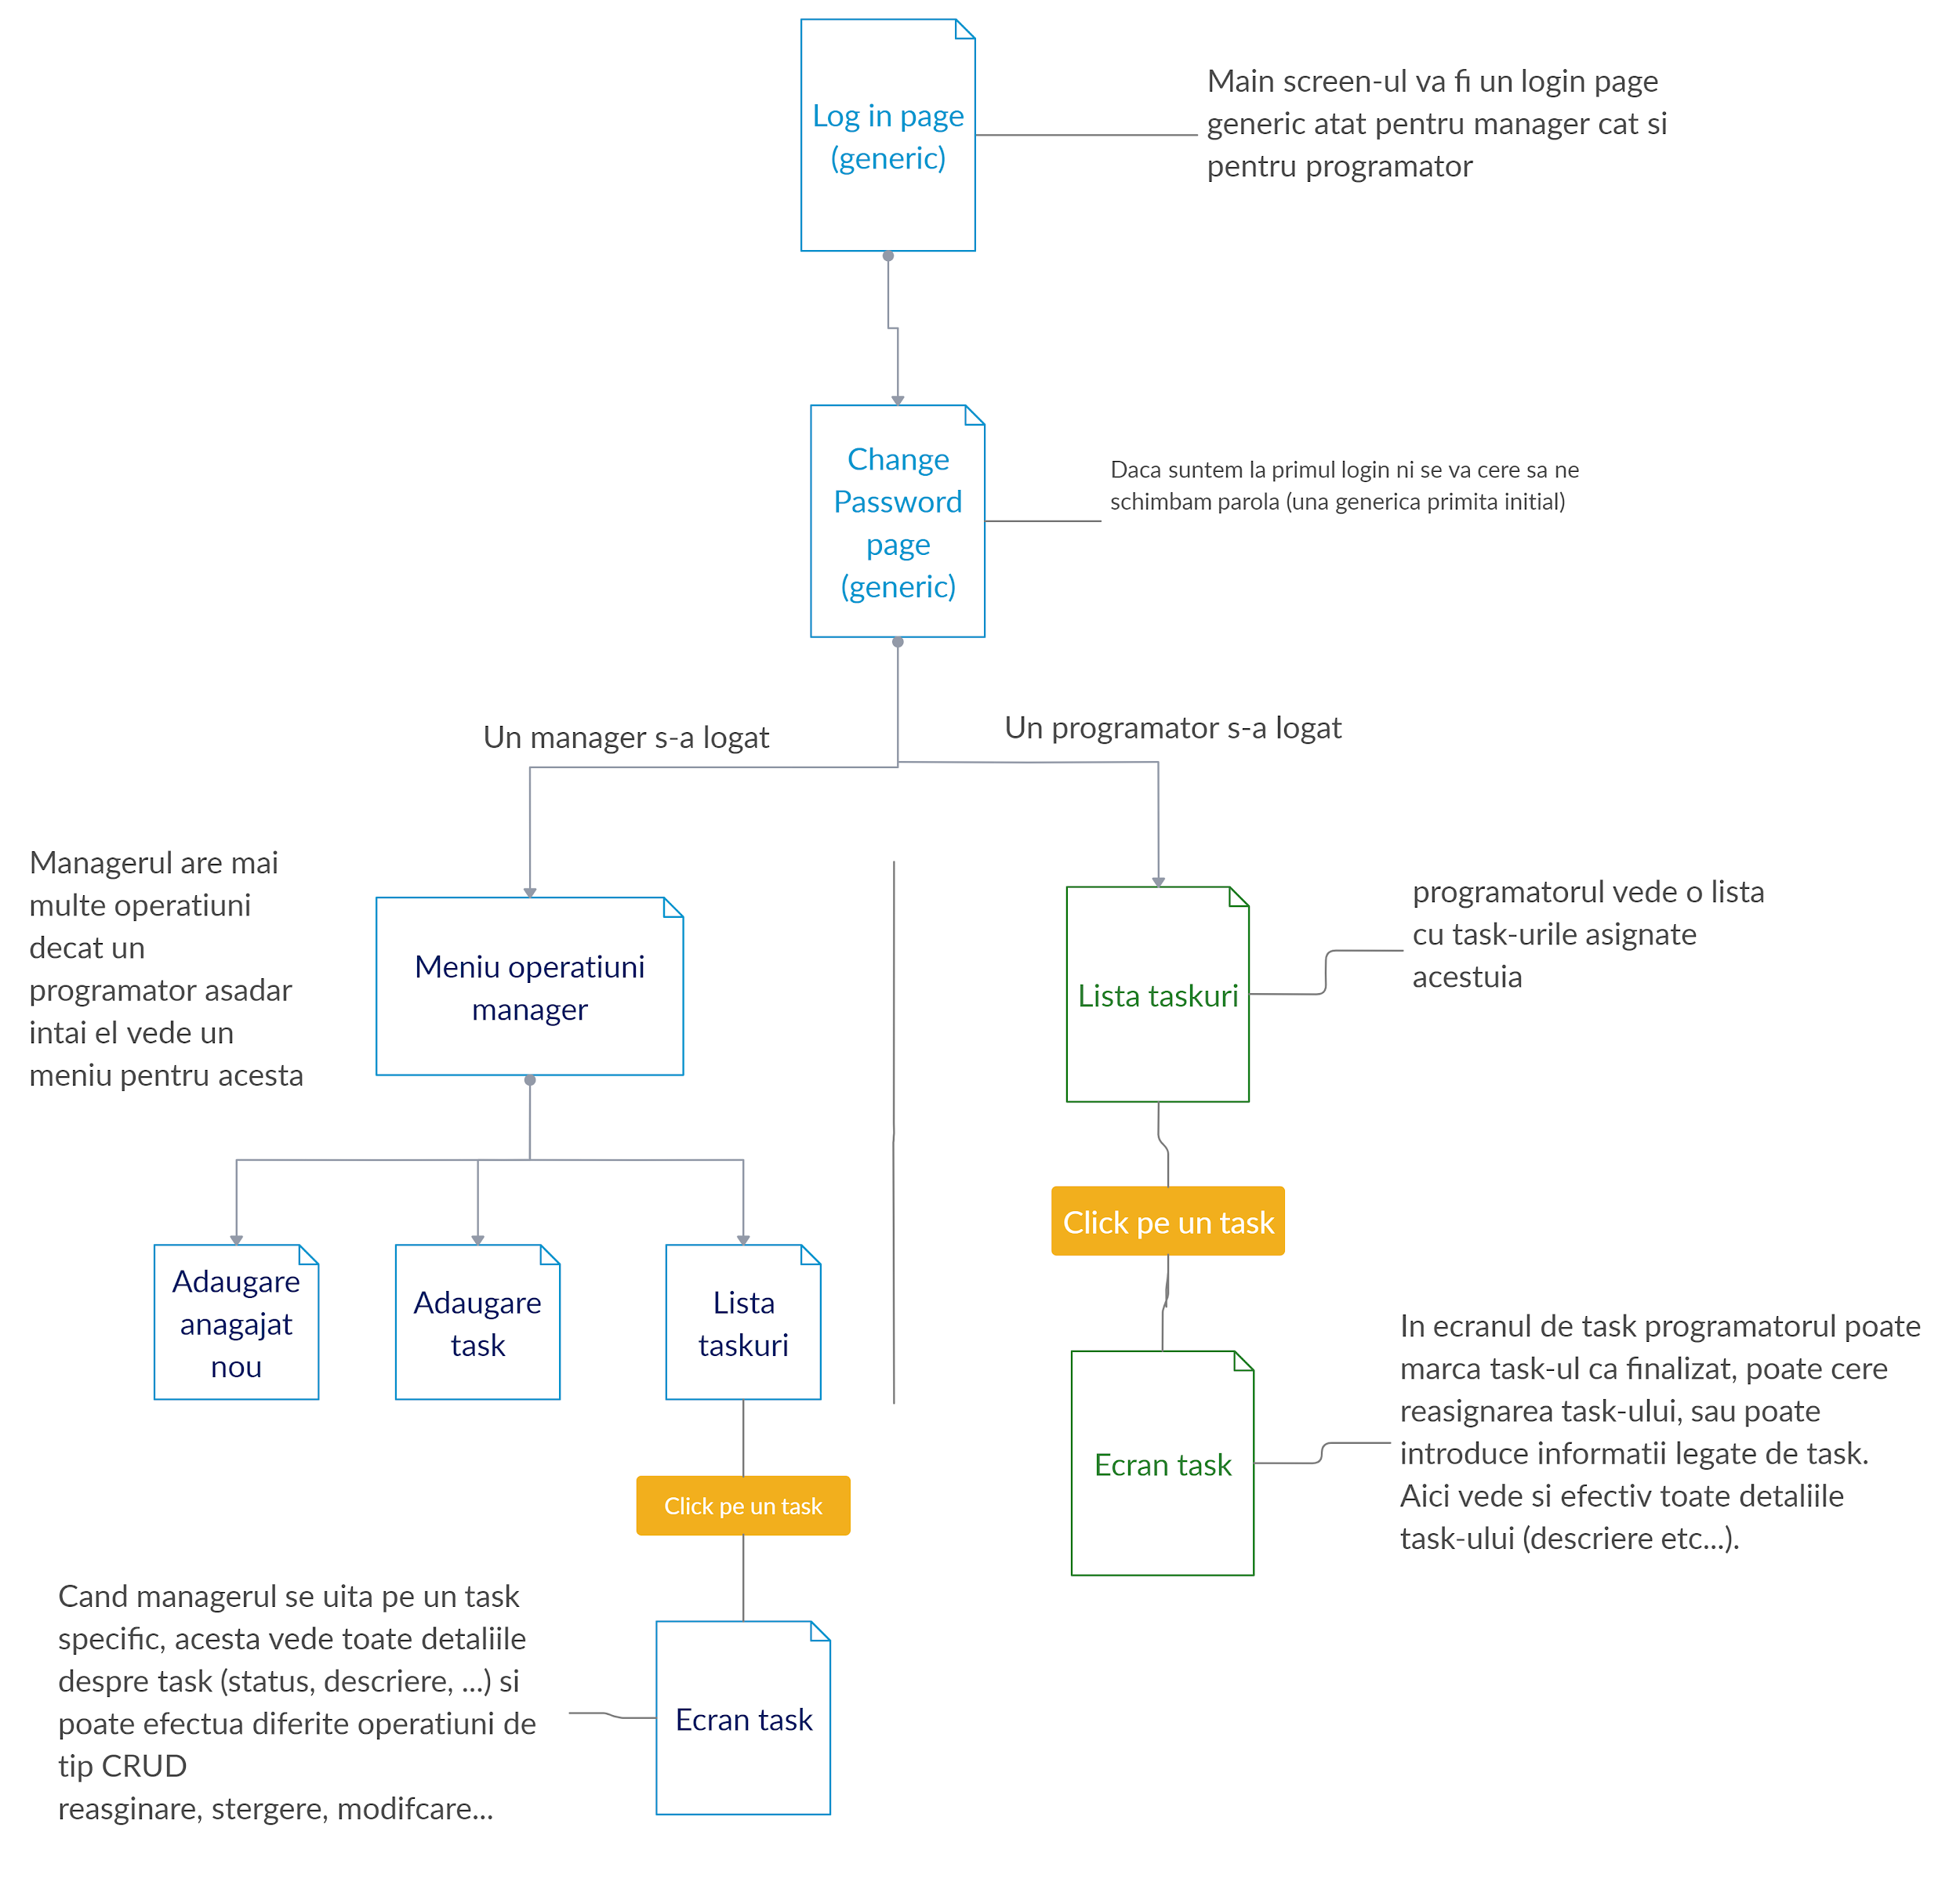 Log in page
(generic)
Main screen-ul va fi un login page
generic atat pentru manager cat si
pentru programator
Change
Password
page
(generic)
Daca suntem la primul login ni se va cere sa ne
schimbam parola (una generica primita initial)
Un manager s-a logat
Un programator s-a logat
Managerul are mai
multe operatiuni
decat un
programator asadar
intai el vede un
meniu pentru acesta
Meniu operatiuni
manager
Lista taskuri
programatorul vede o lista
cu task-urile asignate
acestuia
Adaugare
anagajat
nou
Adaugare
task
Lista
taskuri
Click pe un task
Click pe un task
Ecran task
In ecranul de task programatorul poate
marca task-ul ca finalizat, poate cere
reasignarea task-ului, sau poate
introduce informatii legate de task.
Aici vede si efectiv toate detaliile
task-ului (descriere etc...).
Cand managerul se uita pe un task
specific, acesta vede toate detaliile
despre task (status, descriere, ...) si
poate efectua diferite operatiuni de
tip CRUD
reasginare, stergere, modifcare...
Ecran task